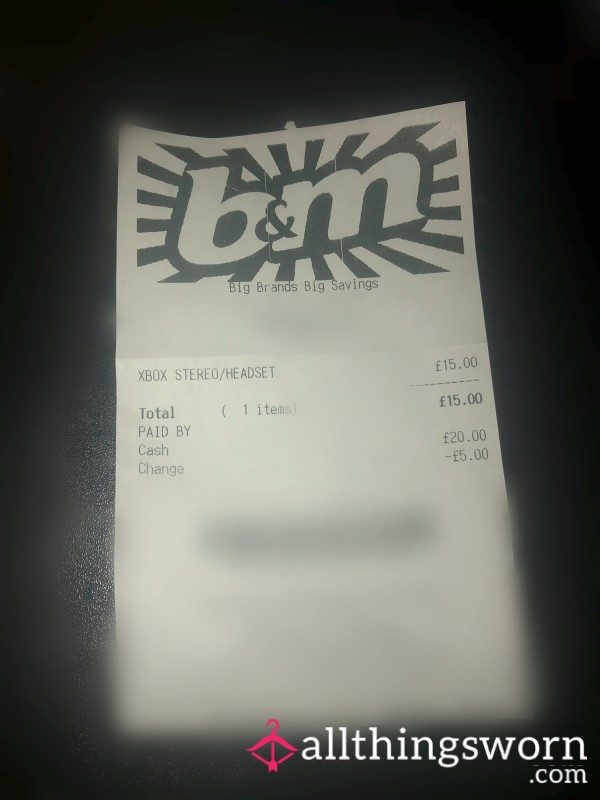 b&m
Big Brands Big Savings
XBOX STEREO/HEADSET £15.00
Total ( 1 items) £15.00
PAID BY
Cash £20.00
Change -£5.00
allthingsworn
.com